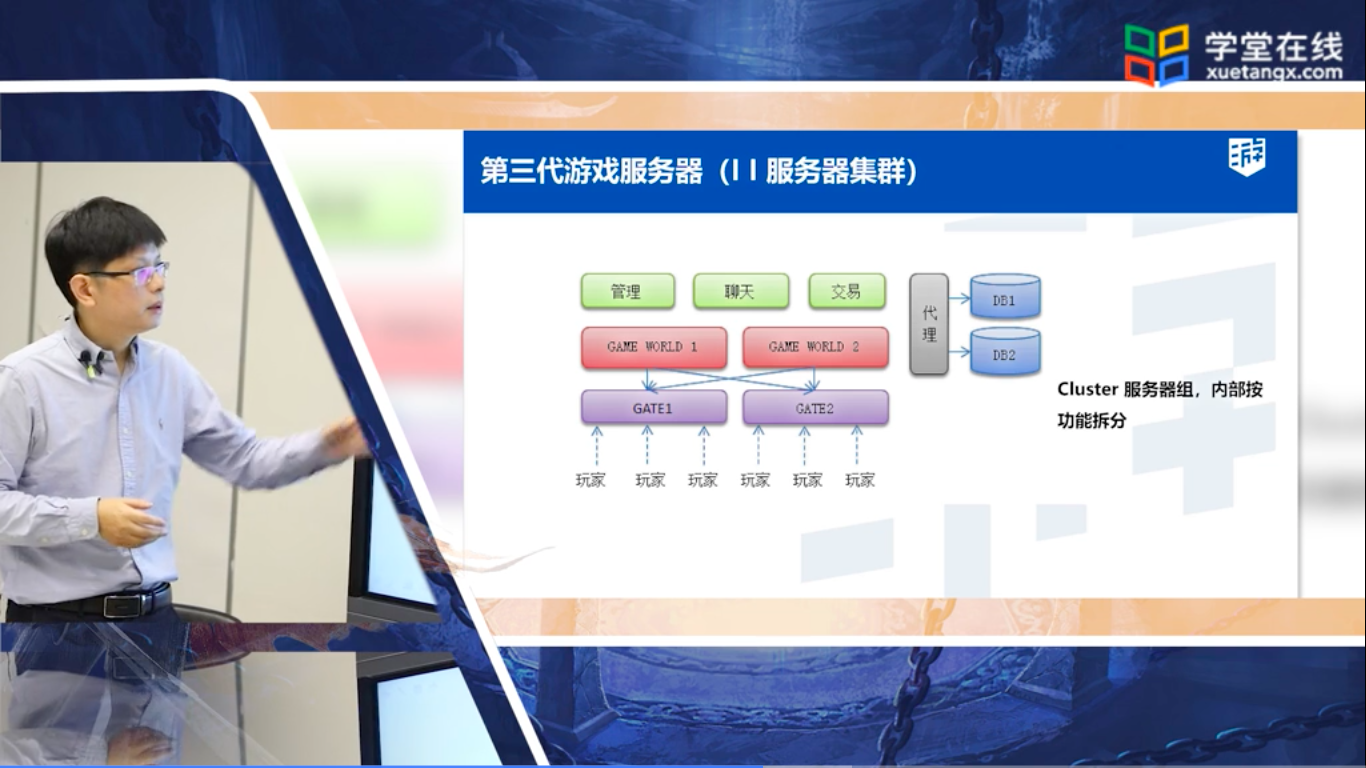 学堂在线
xuetangx.com
第三代游戏服务器（II服务器集群）
管理
聊天
交易
代理
DB1
GAME WORLD 1
GAME WORLD 2
DB2
GATE1
GATE2
Cluster 服务器组，内部按
功能拆分
玩家
玩家
玩家
玩家
玩家
玩家